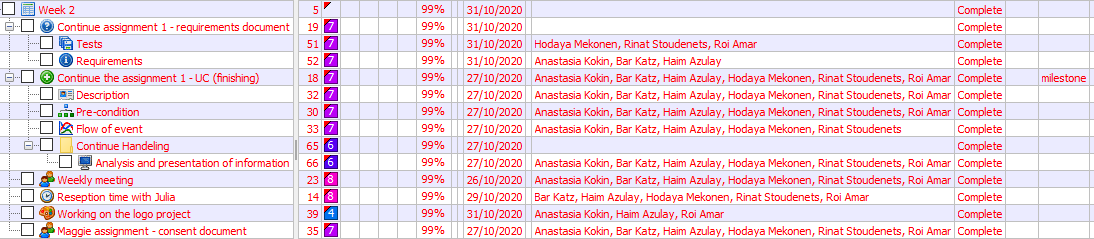 Week 2 5 99% 31/10/2020 Complete
Continue assignment 1 - requirements document 19 7 99% 31/10/2020 Complete
Tests 51 7 99% 31/10/2020 Hodaya Mekonen, Rinat Stoudenets, Roi Amar Complete
Requirements 52 7 99% 31/10/2020 Anastasia Kokin, Bar Katz, Haim Azulay Complete
Continue the assignment 1 - UC (finishing) 18 7 99% 27/10/2020 Anastasia Kokin, Bar Katz, Haim Azulay, Hodaya Mekonen, Rinat Stoudenets, Roi Amar Complete milestone
Description 32 7 99% 27/10/2020 Anastasia Kokin, Bar Katz, Haim Azulay, Hodaya Mekonen, Rinat Stoudenets, Roi Amar Complete
Pre-condition 30 7 99% 27/10/2020 Anastasia Kokin, Bar Katz, Haim Azulay, Hodaya Mekonen, Rinat Stoudenets, Roi Amar Complete
Flow of event 33 7 99% 27/10/2020 Anastasia Kokin, Bar Katz, Haim Azulay, Hodaya Mekonen, Rinat Stoudenets Complete
Continue Handeling 65 6 99% 27/10/2020 Complete
Analysis and presentation of information 66 6 99% 27/10/2020 Anastasia Kokin, Bar Katz, Haim Azulay, Hodaya Mekonen, Rinat Stoudenets, Roi Amar Complete
Weekly meeting 23 8 99% 26/10/2020 Anastasia Kokin, Bar Katz, Haim Azulay, Hodaya Mekonen, Rinat Stoudenets, Roi Amar Complete
Reseption time with Julia 14 8 99% 29/10/2020 Bar Katz, Haim Azulay, Hodaya Mekonen, Rinat Stoudenets, Roi Amar Complete
Working on the logo project 39 4 99% 31/10/2020 Anastasia Kokin, Haim Azulay, Roi Amar Complete
Maggie assignment - consent document 35 7 99% 27/10/2020 Anastasia Kokin, Bar Katz, Haim Azulay, Hodaya Mekonen, Rinat Stoudenets, Roi Amar Complete